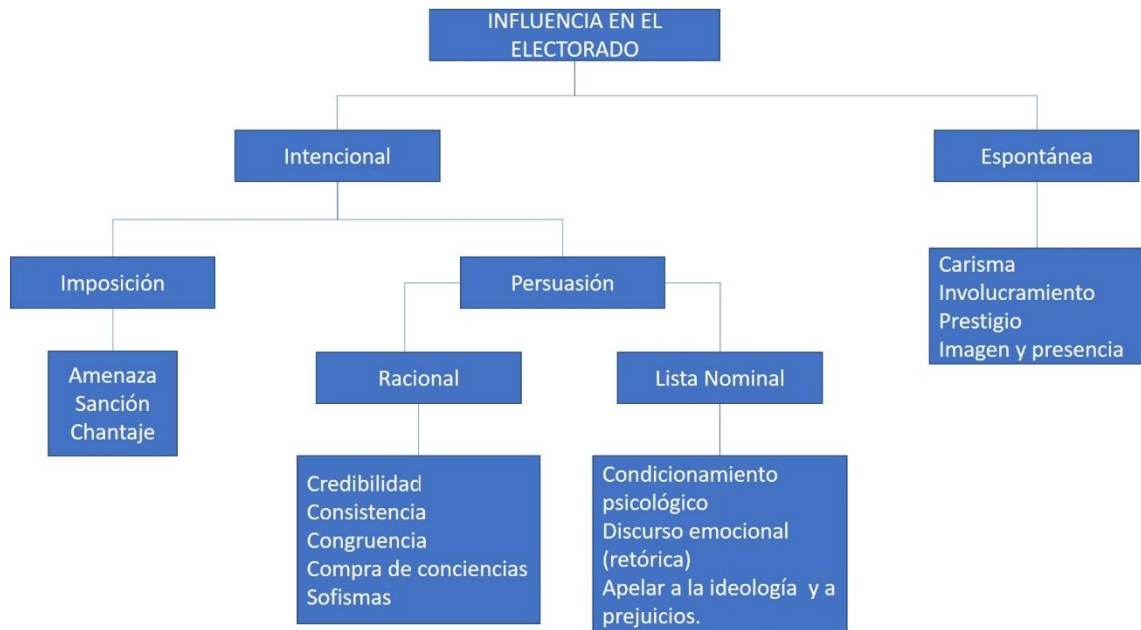 INFLUENCIA EN EL
ELECTORADO
Intencional
Espontánea
Imposición
Persuasión
Carisma
Involucramiento
Prestigio
Imagen y presencia
Amenaza
Sanción
Chantaje
Racional
Lista Nominal
Credibilidad
Consistencia
Congruencia
Compra de conciencias
Sofismas
Condicionamiento
psicológico
Discurso emocional
(retórica)
Apelar a la ideología y a
prejuicios.